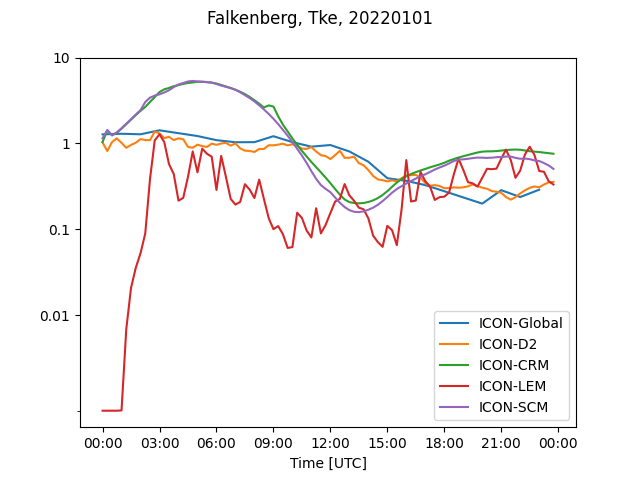 Falkenberg, Tke, 20220101
10
1
0.1
0.01
00:00 03:00 06:00 09:00 12:00 15:00 18:00 21:00 00:00
Time [UTC]
ICON-Global
ICON-D2
ICON-CRM
ICON-LEM
ICON-SCM